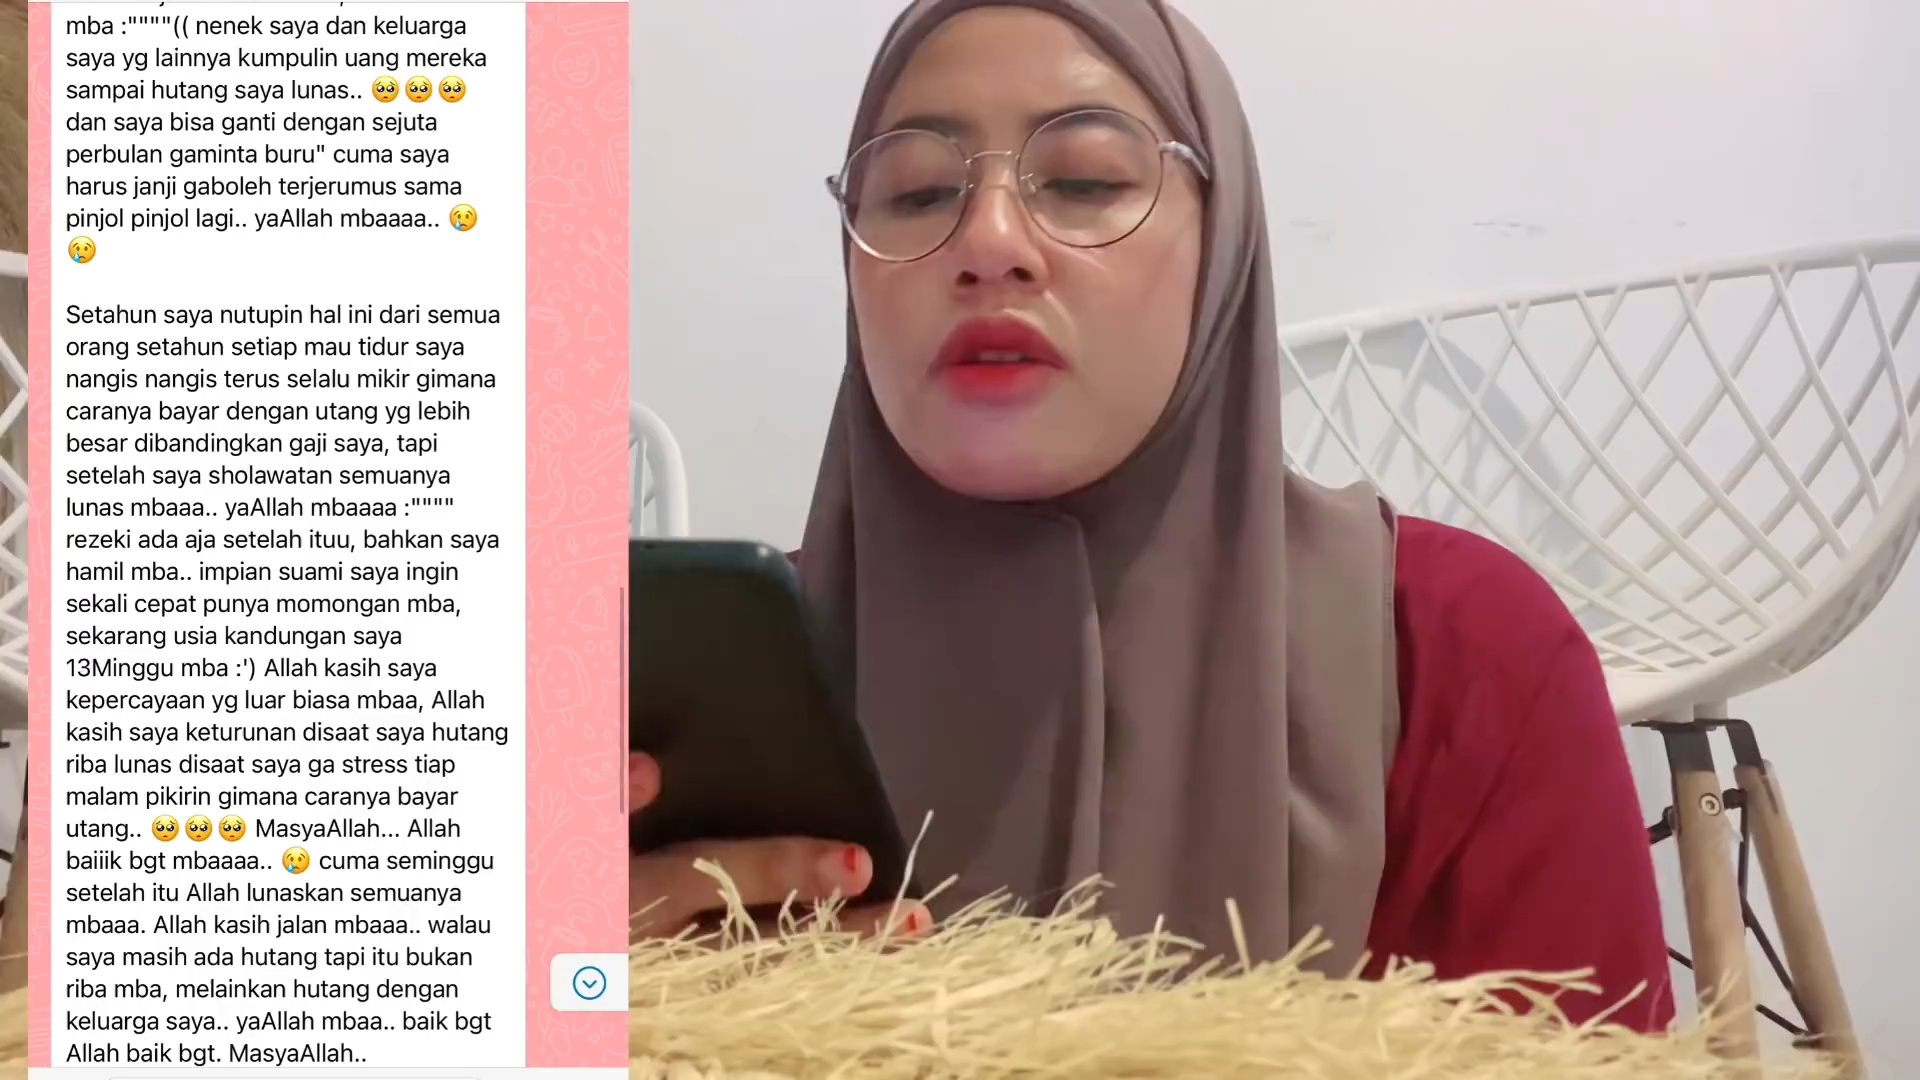 mba :""""(( nenek saya dan keluarga
saya yg lainnya kumpulin uang mereka
sampai hutang saya lunas.. 🥺🥺🥺
dan saya bisa ganti dengan sejuta
perbulan gaminta buru" cuma saya
harus janji gaboleh terjerumus sama
pinjol pinjol lagi.. yaAllah mbaaaa.. 😢
😢
Setahun saya nutupin hal ini dari semua
orang setahun setiap mau tidur saya
nangis nangis terus selalu mikir gimana
caranya bayar dengan utang yg lebih
besar dibandingkan gaji saya, tapi
setelah saya sholawatan semuanya
lunas mbaaa.. yaAllah mbaaaa :""""
rezeki ada aja setelah ituu, bahkan saya
hamil mba.. impian suami saya ingin
sekali cepat punya momongan mba,
sekarang usia kandungan saya
13Minggu mba :') Allah kasih saya
kepercayaan yg luar biasa mbaa, Allah
kasih saya keturunan disaat saya hutang
riba lunas disaat saya ga stress tiap
malam pikirin gimana caranya bayar
utang.. 🥺🥺🥺 MasyaAllah... Allah
baiiik bgt mbaaaa.. 😢 cuma seminggu
setelah itu Allah lunaskan semuanya
mbaaa. Allah kasih jalan mbaaa.. walau
saya masih ada hutang tapi itu bukan
riba mba, melainkan hutang dengan
keluarga saya.. yaAllah mbaa.. baik bgt
Allah baik bgt. MasyaAllah..